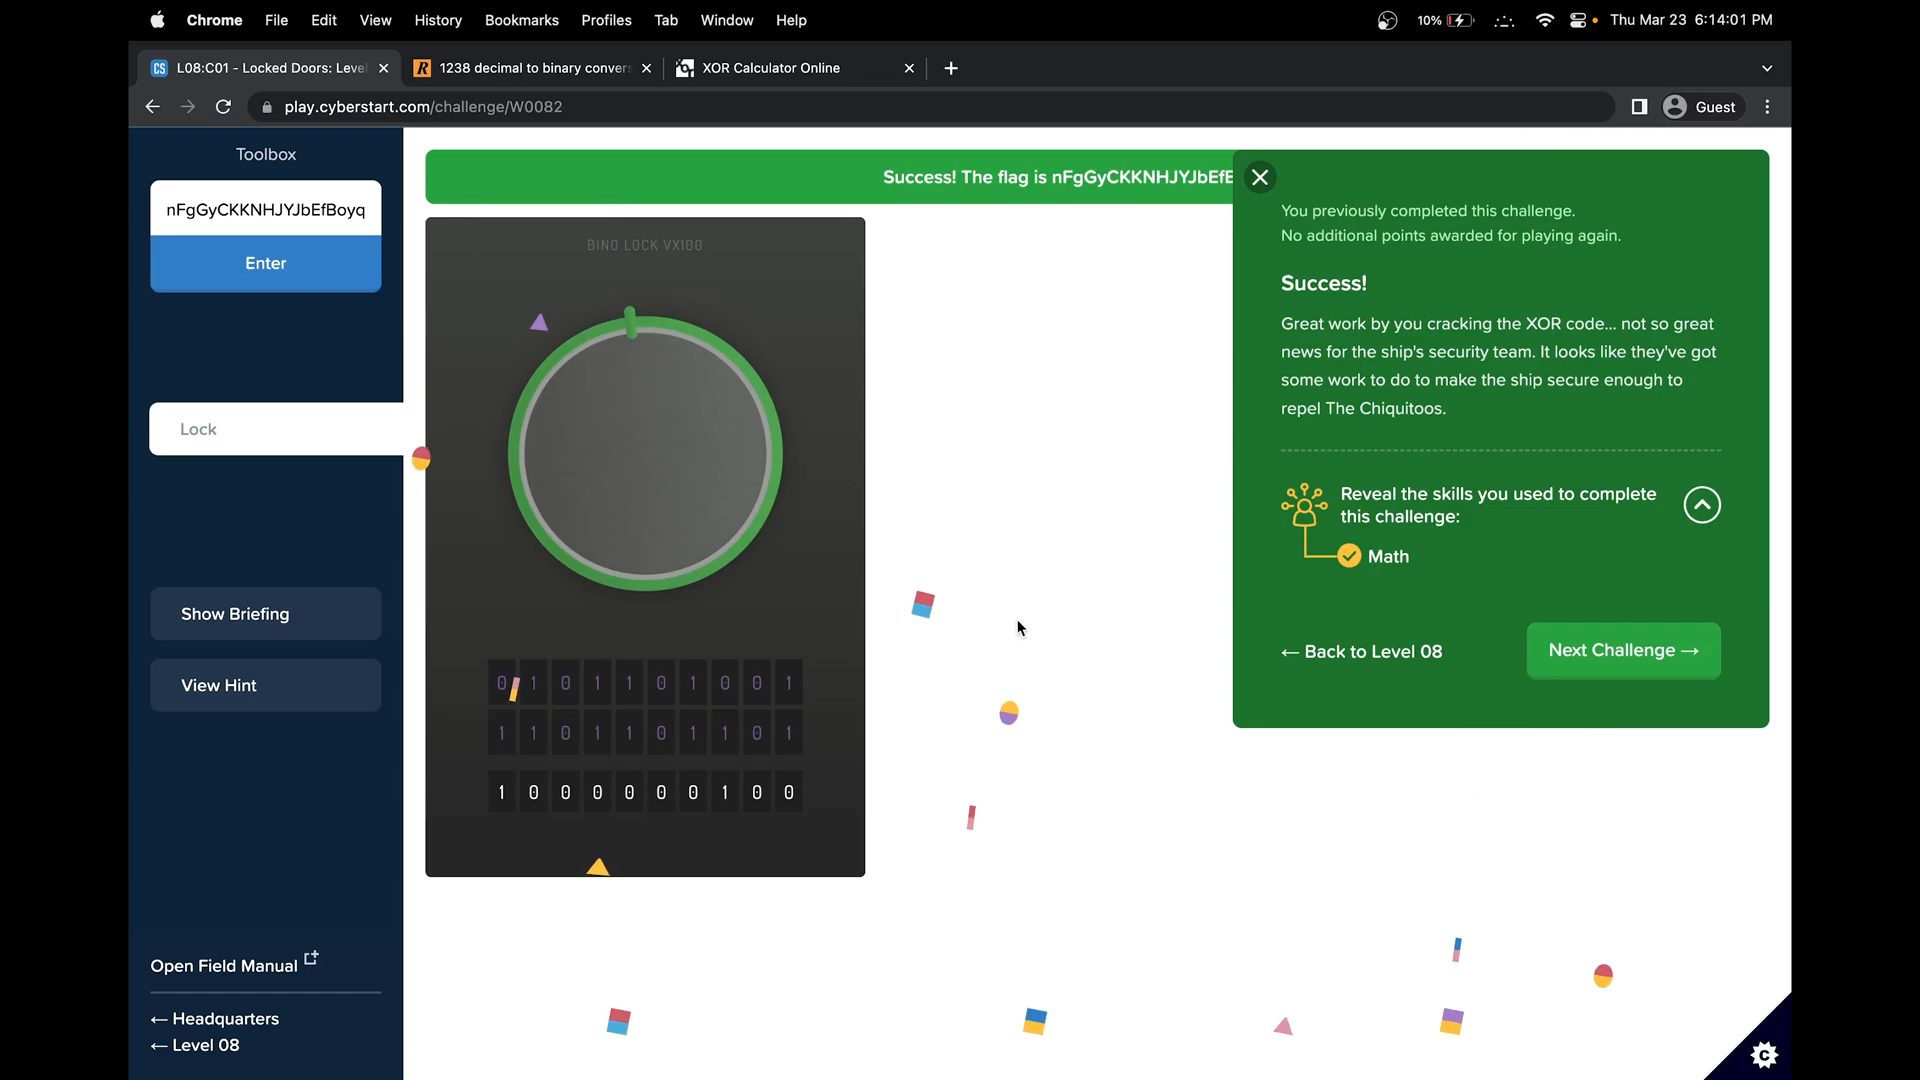 Chrome File Edit View History Bookmarks Profiles Tab Window Help 10% Thu Mar 23 6:14:01 PM
CS L08:C01 - Locked Doors: Leve 1238 decimal to binary convers XOR Calculator Online
play.cyberstart.com/challenge/W0082 Guest
Toolbox
nFgGyCKKNHJYJbEfBoyq
Enter
Lock
Show Briefing
View Hint
Open Field Manual
← Headquarters
← Level 08
Success! The flag is nFgGyCKKNHJYJbEfE
BINO LOCK VX100
0 1 0 1 1 0 1 0 0 1
1 1 0 1 1 0 1 1 0 1
1 0 0 0 0 0 0 1 0 0
You previously completed this challenge.
No additional points awarded for playing again.
Success!
Great work by you cracking the XOR code... not so great
news for the ship's security team. It looks like they've got
some work to do to make the ship secure enough to
repel The Chiquitoos.
Reveal the skills you used to complete
this challenge:
Math
← Back to Level 08
Next Challenge →
C